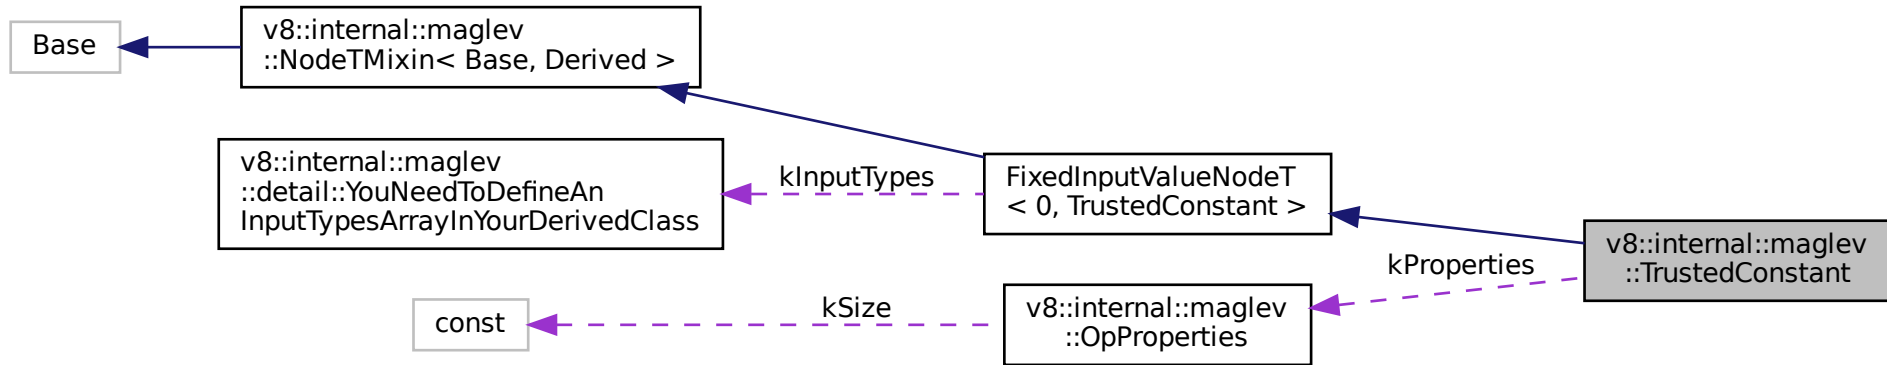 Base
v8::internal::maglev
::NodeTMixin< Base, Derived >
v8::internal::maglev
::detail::YouNeedToDefineAn
InputTypesArrayInYourDerivedClass
kInputTypes
FixedInputValueNodeT
< 0, TrustedConstant >
v8::internal::maglev
::TrustedConstant
kProperties
const
kSize
v8::internal::maglev
::OpProperties